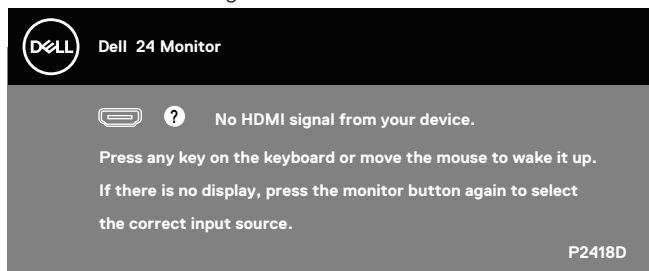 DELL
Dell 24 Monitor
? No HDMI signal from your device.
Press any key on the keyboard or move the mouse to wake it up.
If there is no display, press the monitor button again to select
the correct input source.
P2418D